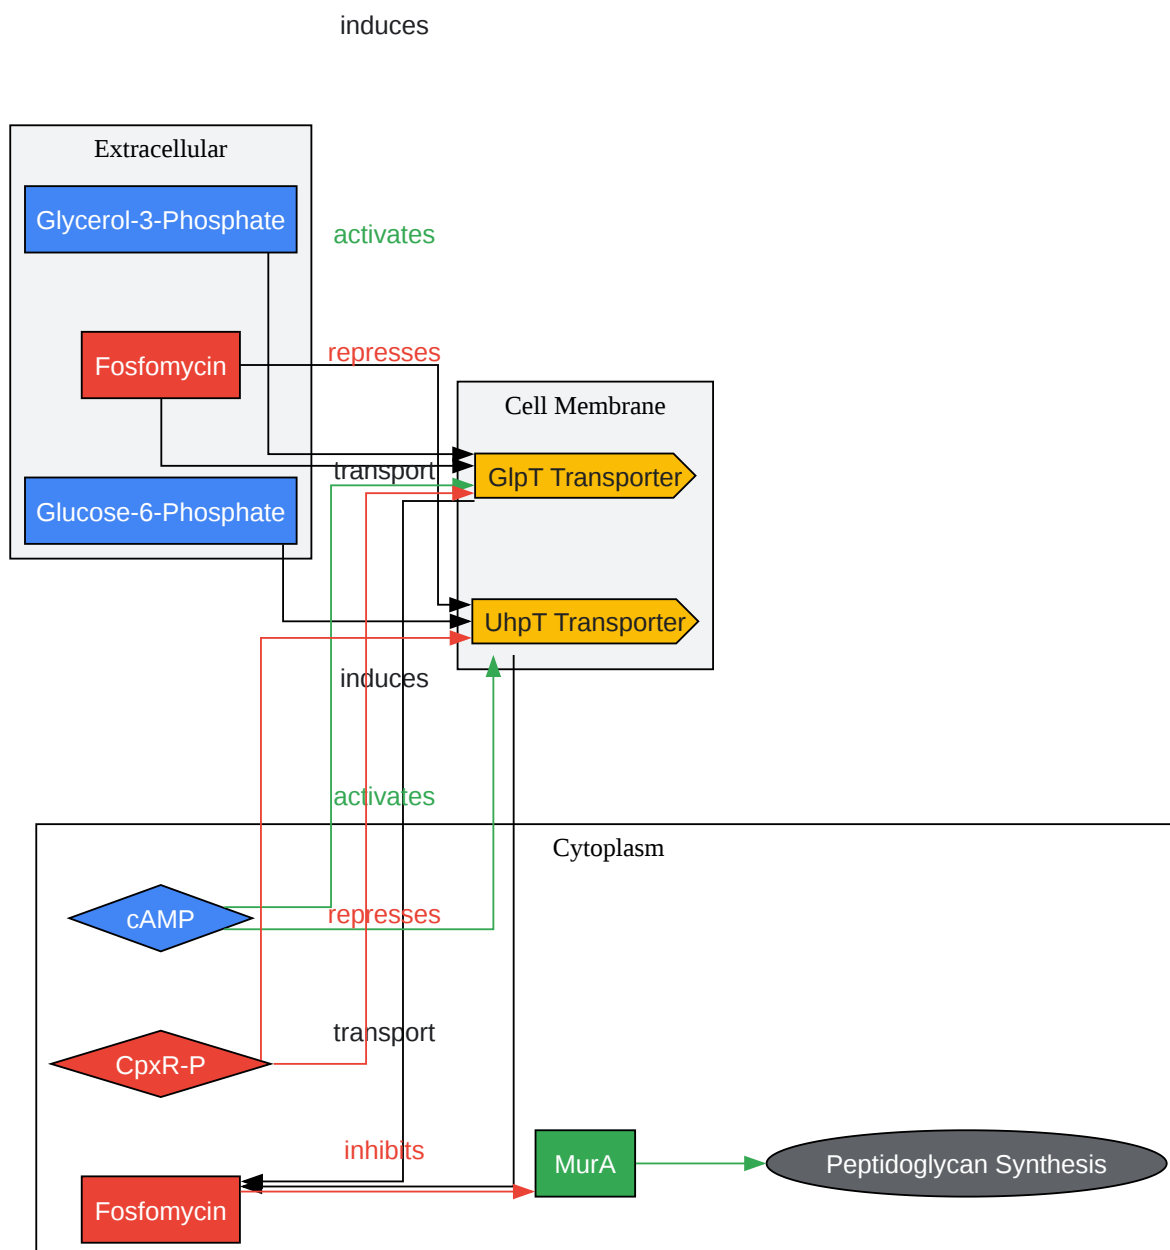 induces
Extracellular
Glycerol-3-Phosphate
activates
represses
Fosfomycin
Cell Membrane
transport
GlpT Transporter
Glucose-6-Phosphate
UhpT Transporter
induces
activates
Cytoplasm
cAMP
represses
transport
CpxR-P
inhibits
MurA
Peptidoglycan Synthesis
Fosfomycin